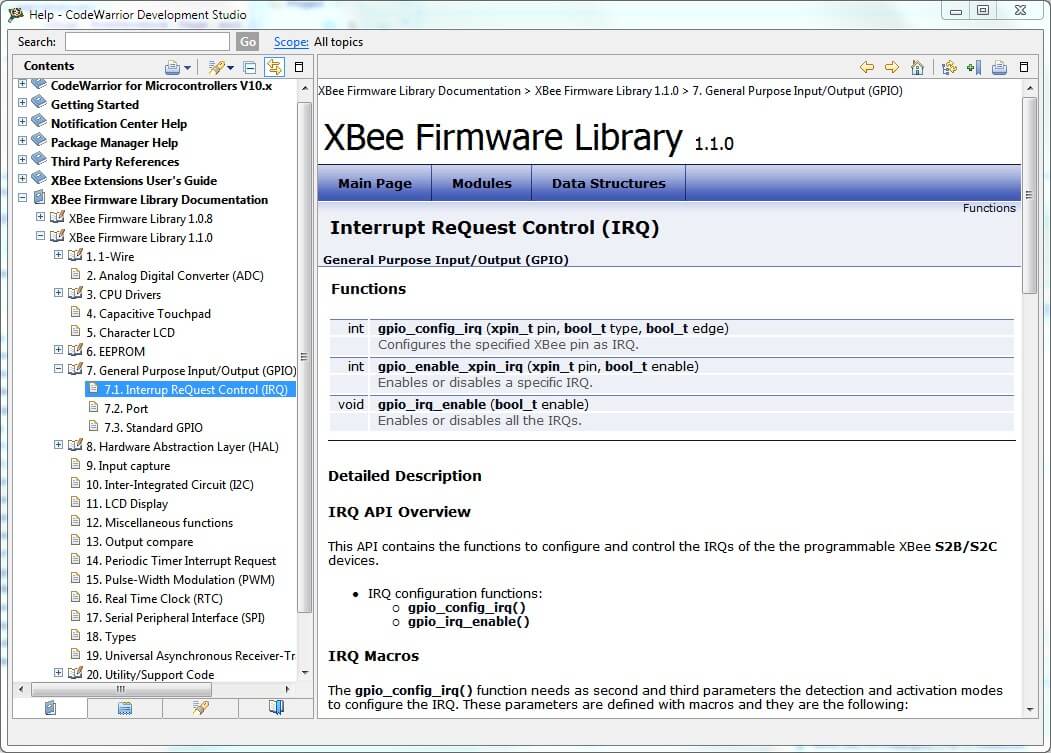 Help - CodeWarrior Development Studio
Search:
Go
Scope: All topics
Contents
CodeWarrior for Microcontrollers V10.x
Getting Started
Notification Center Help
Package Manager Help
Third Party References
XBee Extensions User's Guide
XBee Firmware Library Documentation
XBee Firmware Library 1.0.8
XBee Firmware Library 1.1.0
1. 1-Wire
2. Analog Digital Converter (ADC)
3. CPU Drivers
4. Capacitive Touchpad
5. Character LCD
6. EEPROM
7. General Purpose Input/Output (GPIO)
7.1. Interrup ReQuest Control (IRQ)
7.2. Port
7.3. Standard GPIO
8. Hardware Abstraction Layer (HAL)
9. Input capture
10. Inter-Integrated Circuit (I2C)
11. LCD Display
12. Miscellaneous functions
13. Output compare
14. Periodic Timer Interrupt Request
15. Pulse-Width Modulation (PWM)
16. Real Time Clock (RTC)
17. Serial Peripheral Interface (SPI)
18. Types
19. Universal Asynchronous Receiver-Tr
20. Utility/Support Code
XBee Firmware Library Documentation > XBee Firmware Library 1.1.0 > 7. General Purpose Input/Output (GPIO)
XBee Firmware Library 1.1.0
Main Page
Modules
Data Structures
Functions
Interrupt ReQuest Control (IRQ)
General Purpose Input/Output (GPIO)
Functions
int gpio_config_irq (xpin_t pin, bool_t type, bool_t edge)
Configures the specified XBee pin as IRQ.
int gpio_enable_xpin_irq (xpin_t pin, bool_t enable)
Enables or disables a specific IRQ.
void gpio_irq_enable (bool_t enable)
Enables or disables all the IRQs.
Detailed Description
IRQ API Overview
This API contains the functions to configure and control the IRQs of the the programmable XBee S2B/S2C
devices.
• IRQ configuration functions:
○ gpio_config_irq()
○ gpio_irq_enable()
IRQ Macros
The gpio_config_irq() function needs as second and third parameters the detection and activation modes
to configure the IRQ. These parameters are defined with macros and they are the following: